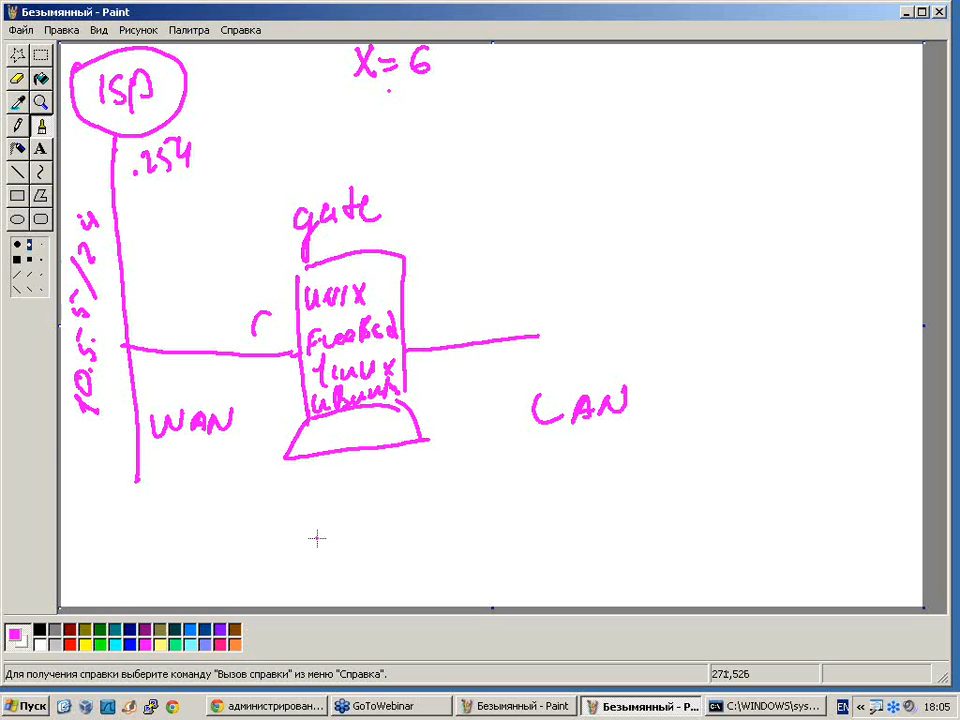 Безымянный - Paint
Файл Правка Вид Рисунок Палитра Справка
X = 6
ISP
.254
gate
10.5.5.5/24
UNIX
FreeBSD
Linux
ubuntu
WAN
LAN
Для получения справки выберите команду "Вызов справки" из меню "Справка".
271,526
Пуск
администрирован...
GoToWebinar
Безымянный - Paint
Безымянный - P...
C:\WINDOWS\sys...
EN
18:05